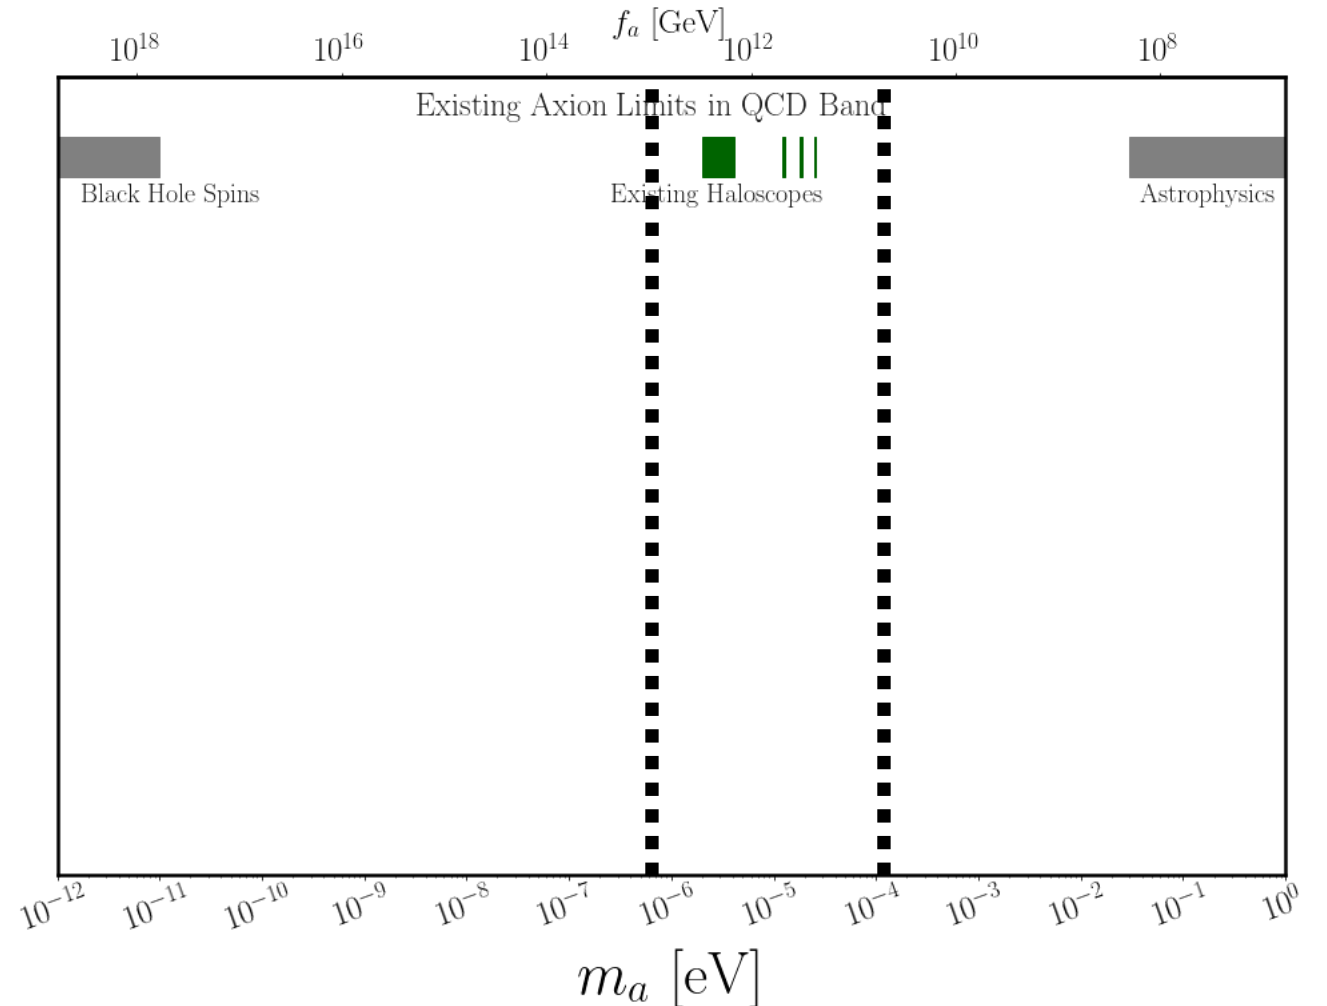 f_a [GeV]
10^18 10^16 10^14 10^12 10^10 10^8
Existing Axion Limits in QCD Band
Black Hole Spins Existing Haloscopes Astrophysics
10^−12 10^−11 10^−10 10^−9 10^−8 10^−7 10^−6 10^−5 10^−4 10^−3 10^−2 10^−1 10^0
m_a [eV]